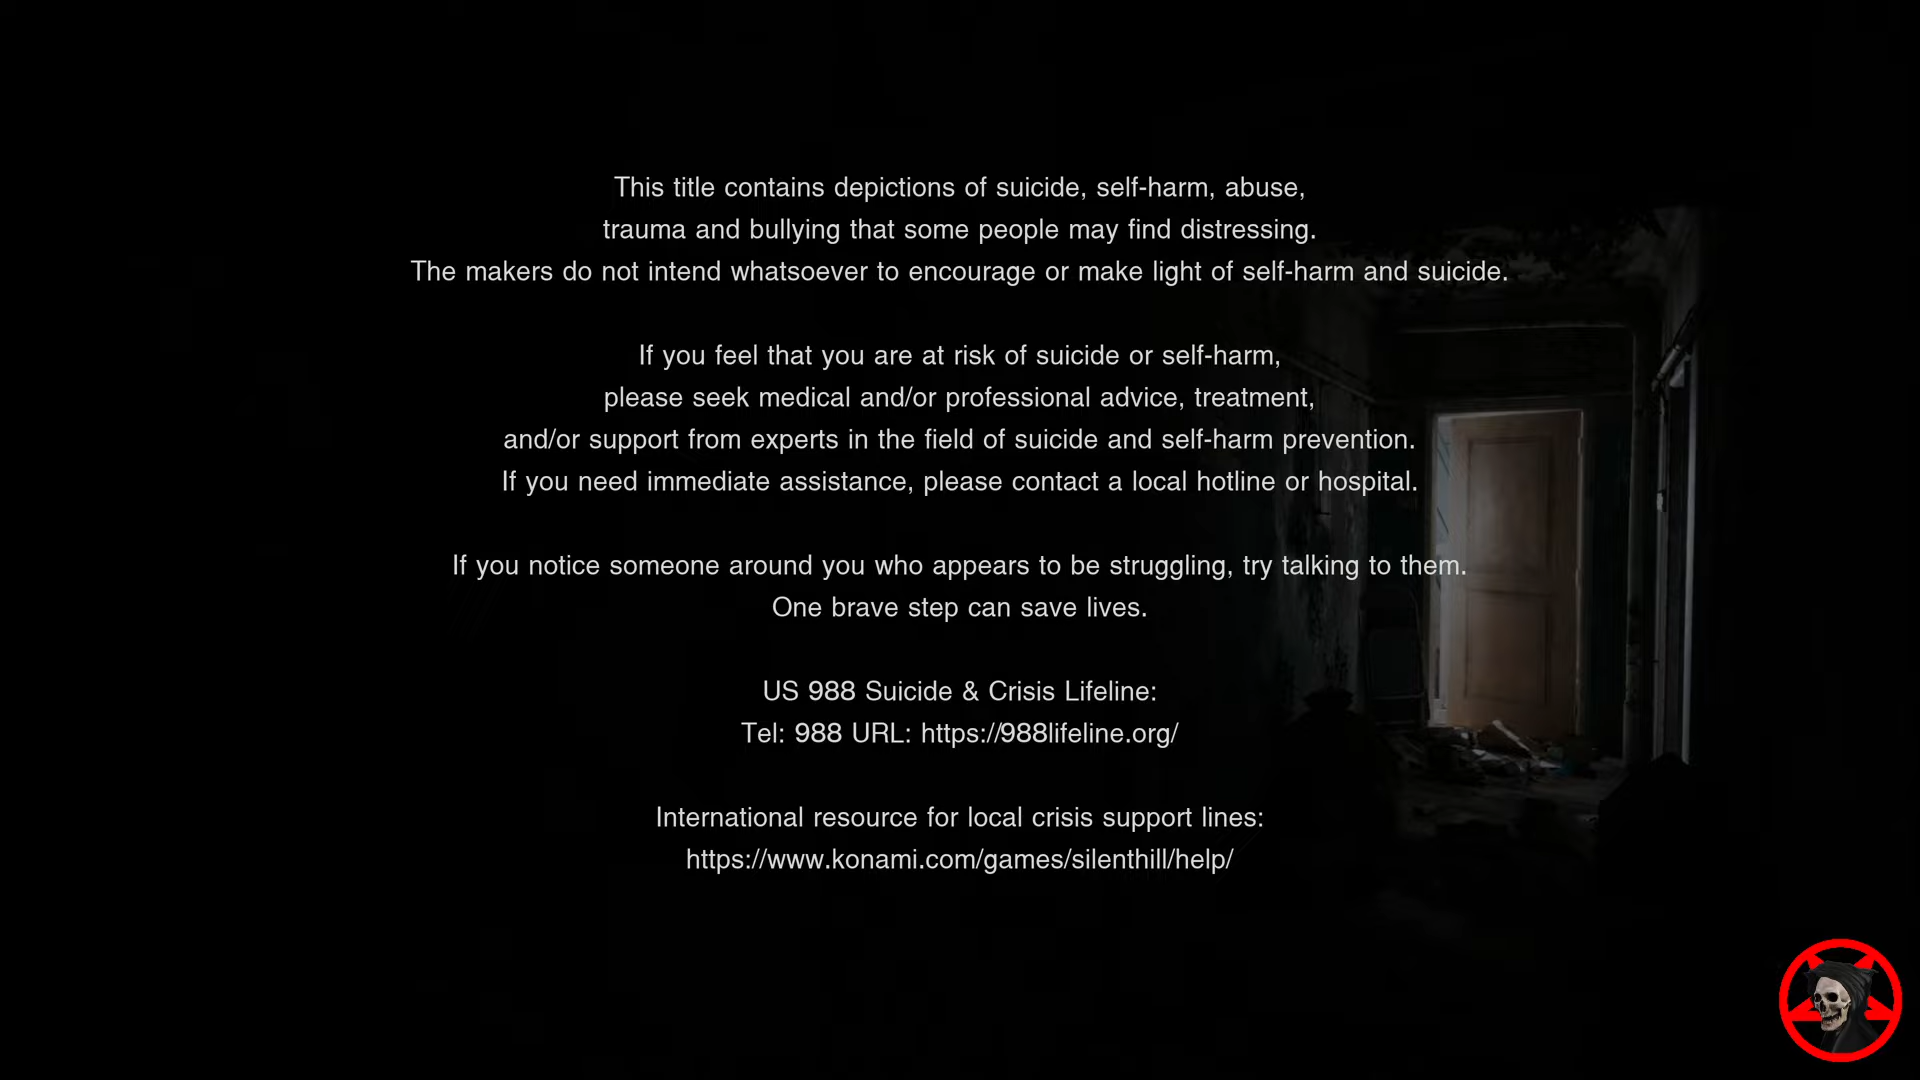 This title contains depictions of suicide, self-harm, abuse,
trauma and bullying that some people may find distressing.
The makers do not intend whatsoever to encourage or make light of self-harm and suicide.
If you feel that you are at risk of suicide or self-harm,
please seek medical and/or professional advice, treatment,
and/or support from experts in the field of suicide and self-harm prevention.
If you need immediate assistance, please contact a local hotline or hospital.
If you notice someone around you who appears to be struggling, try talking to them.
One brave step can save lives.
US 988 Suicide & Crisis Lifeline:
Tel: 988 URL: https://988lifeline.org/
International resource for local crisis support lines:
https://www.konami.com/games/silenthill/help/